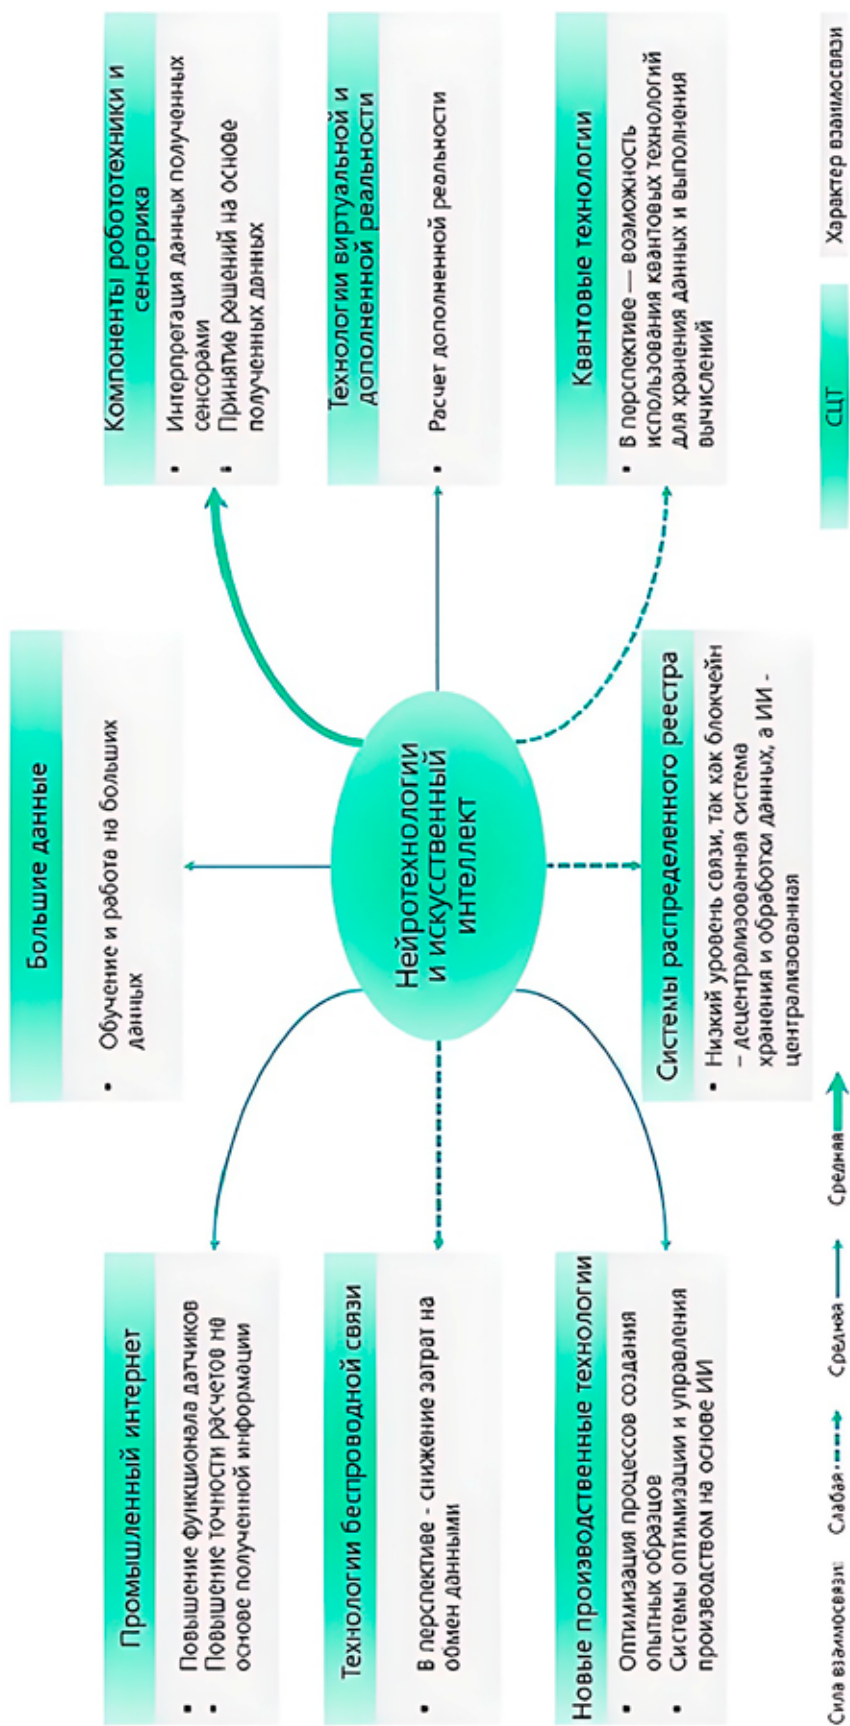 Большие данные
• Обучение и работа на больших
данных
Промышленный интернет
• Повышение функционала датчиков
• Повышение точности расчетов на
основе полученной информации
Компоненты робототехники и
сенсорика
• Интерпретация данных полученных
сенсорами
• Принятие решений на основе
полученных данных
Технологии беспроводной связи
• В перспективе - снижение затрат на
обмен данными
Нейротехнологии
и искусственный
интеллект
Технологии виртуальной и
дополненной реальности
• Расчет дополненной реальности
Новые производственные технологии
• Оптимизация процессов создания
опытных образцов
• Системы оптимизации и управления
производством на основе ИИ
Системы распределенного реестра
• Низкий уровень связи, так как блокчейн
– децентрализованная система
хранения и обработки данных, а ИИ -
централизованная
Квантовые технологии
• В перспективе — возможность
использования квантовых технологий
для хранения данных и выполнения
вычислений
Сила взаимосвязи: Слабая Средняя Средняя СЦТ Характер взаимосвязи